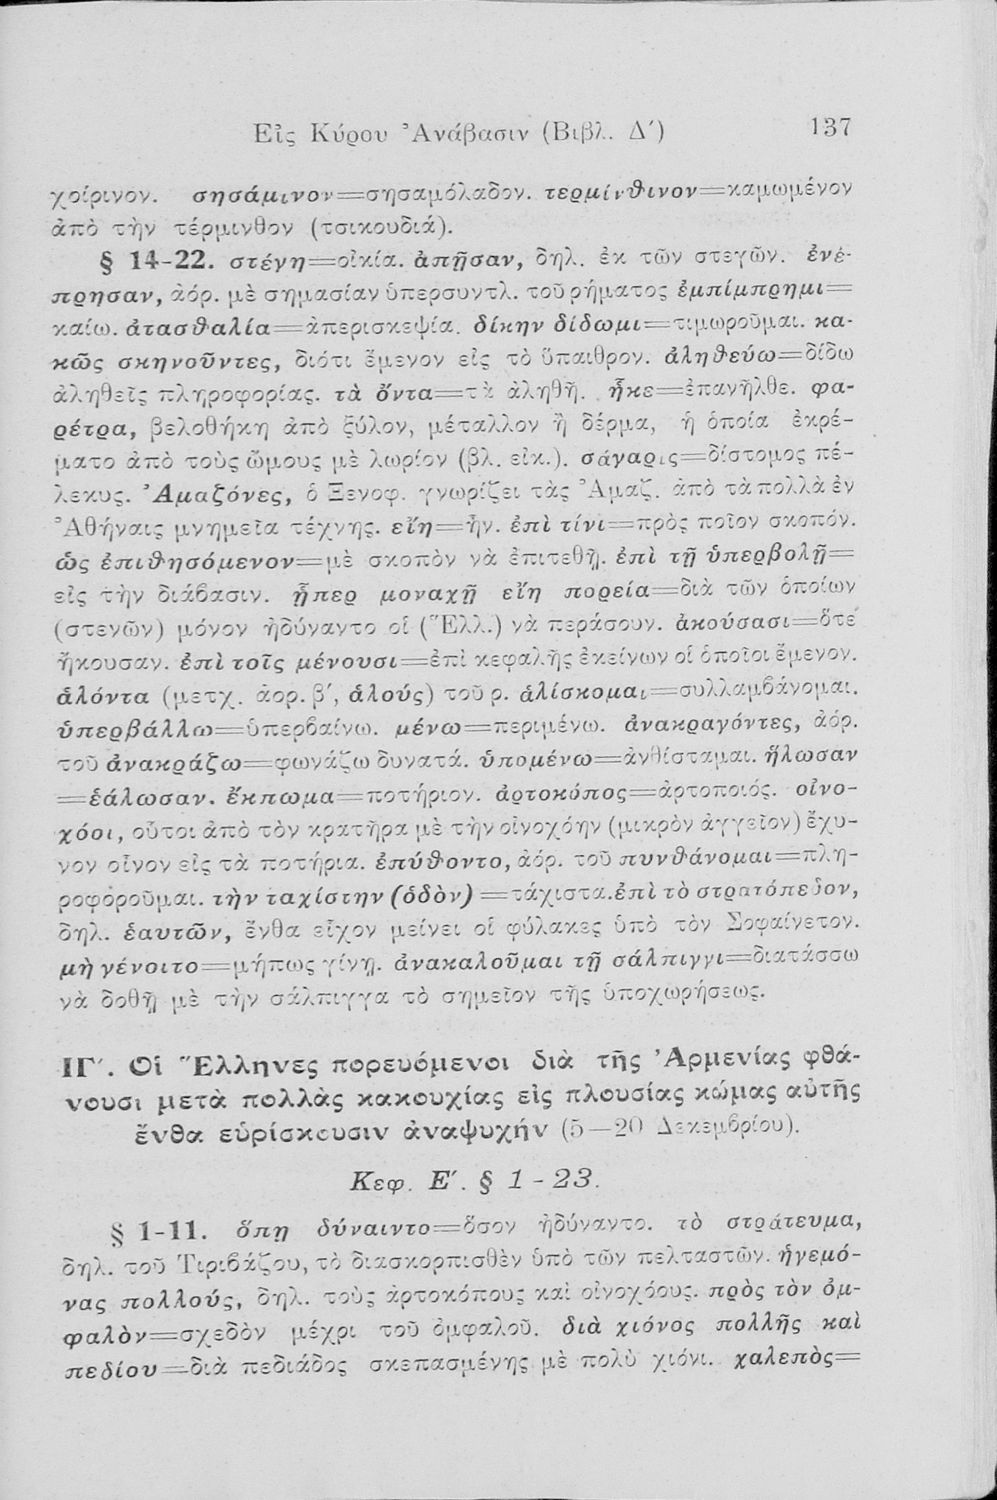 Εἰς Κύρου Ἀνάβασιν (Βιβλ. Δ΄) 137
χοίρινον. σησάμινον=σησαμόλαδον. τερμίνθινον=καμωμένον
ἀπὸ τὴν τέρμινθον (τσικουδιά).
§ 14-22. στέγη=οἰκία. ἀπῇσαν, δηλ. ἐκ τῶν στεγῶν. ἐνέ-
πρησαν, ἀόρ. μὲ σημασίαν ὑπερσυντλ. τοῦ ρήματος ἐμπίμπρημι=
καίω. ἀτασθαλία=ἀπερισκεψία. δίκην δίδωμι=τιμωροῦμαι. κα-
κῶς σκηνοῦντες, διότι ἔμενον εἰς τὸ ὕπαιθρον. ἀληθεύω=δίδω
ἀληθεῖς πληροφορίας. τὰ ὄντα=τὰ ἀληθῆ. ἧκε=ἐπανῆλθε. φα-
ρέτρα, βελοθήκη ἀπὸ ξύλον, μέταλλον ἢ δέρμα, ἡ ὁποία ἐκρέ-
ματο ἀπὸ τοὺς ὤμους μὲ λωρίον (βλ. εἰκ.). σάγαρις=δίστομος πέ-
λεκυς. Ἀμαζόνες, ὁ Ξενοφ. γνωρίζει τὰς Ἀμαζ. ἀπὸ τὰ πολλὰ ἐν
Ἀθήναις μνημεῖα τέχνης. εἴη=ἦν. ἐπὶ τίνι=πρὸς ποῖον σκοπόν.
ὡς ἐπιθησόμενον=μὲ σκοπὸν νὰ ἐπιτεθῇ. ἐπὶ τῇ ὑπερβολῇ=
εἰς τὴν διάβασιν. ᾗπερ μοναχῇ εἴη πορεία=διὰ τῶν ὁποίων
(στενῶν) μόνον ἠδύναντο οἱ (Ἕλλ.) νὰ περάσουν. ἀκούσασι=ὅτε
ἤκουσαν. ἐπὶ τοῖς μένουσι=ἐπὶ κεφαλῆς ἐκείνων οἱ ὁποῖοι ἔμενον.
ἁλόντα (μετχ. ἀορ. β΄, ἁλούς) τοῦ ρ. ἁλίσκομαι=συλλαμβάνομαι.
ὑπερβάλλω=ὑπερβαίνω. μένω=περιμένω. ἀνακραγόντες, ἀόρ.
τοῦ ἀνακράζω=φωνάζω δυνατά. ὑπομένω=ἀνθίσταμαι. ἥλωσαν
=ἑάλωσαν. ἔκπωμα=ποτήριον. ἀρτοκόπος=ἀρτοποιός. οἰνο-
χόοι, οὗτοι ἀπὸ τὸν κρατῆρα μὲ τὴν οἰνοχόην (μικρὸν ἀγγεῖον) ἔχυ-
νον οἶνον εἰς τὰ ποτήρια. ἐπύθοντο, ἀόρ. τοῦ πυνθάνομαι=πλη-
ροφοροῦμαι. τὴν ταχίστην (ὁδὸν) =τάχιστα. ἐπὶ τὸ στρατόπεδον,
δηλ. ἑαυτῶν, ἔνθα εἶχον μείνει οἱ φύλακες ὑπὸ τὸν Σοφαίνετον.
μὴ γένοιτο=μήπως γίνῃ. ἀνακαλοῦμαι τῇ σάλπιγγι=διατάσσω
νὰ δοθῇ μὲ τὴν σάλπιγγα τὸ σημεῖον τῆς ὑποχωρήσεως.
ΙΓ΄. Οἱ Ἕλληνες πορευόμενοι διὰ τῆς Ἀρμενίας φθά-
νουσι μετὰ πολλὰς κακουχίας εἰς πλουσίας κώμας αὐτῆς
ἔνθα εὑρίσκουσιν ἀναψυχήν (5—20 Δεκεμβρίου).
Κεφ. Ε΄. § 1 - 23.
§ 1-11. ὅπῃ δύναιντο=ὅσον ἠδύναντο. τὸ στράτευμα,
δηλ. τοῦ Τιριβάζου, τὸ διασκορπισθὲν ὑπὸ τῶν πελταστῶν. ἡγεμό-
νας πολλούς, δηλ. τοὺς ἀρτοκόπους καὶ οἰνοχόους. πρὸς τὸν ὀμ-
φαλὸν=σχεδὸν μέχρι τοῦ ὀμφαλοῦ. διὰ χιόνος πολλῆς καὶ
πεδίου=διὰ πεδιάδος σκεπασμένης μὲ πολὺ χιόνι. χαλεπὸς=